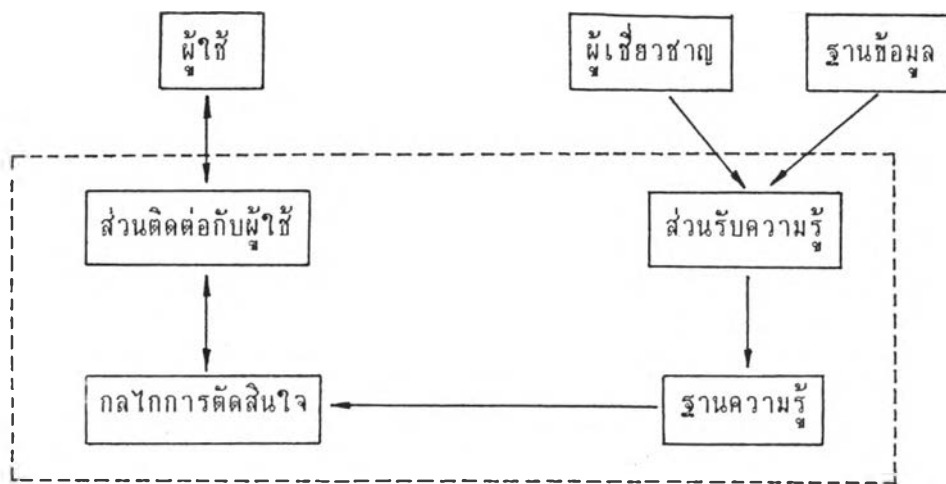 ผู้ใช้
ผู้เชี่ยวชาญ
ฐานข้อมูล
ส่วนติดต่อกับผู้ใช้
ส่วนรับความรู้
กลไกการตัดสินใจ
ฐานความรู้